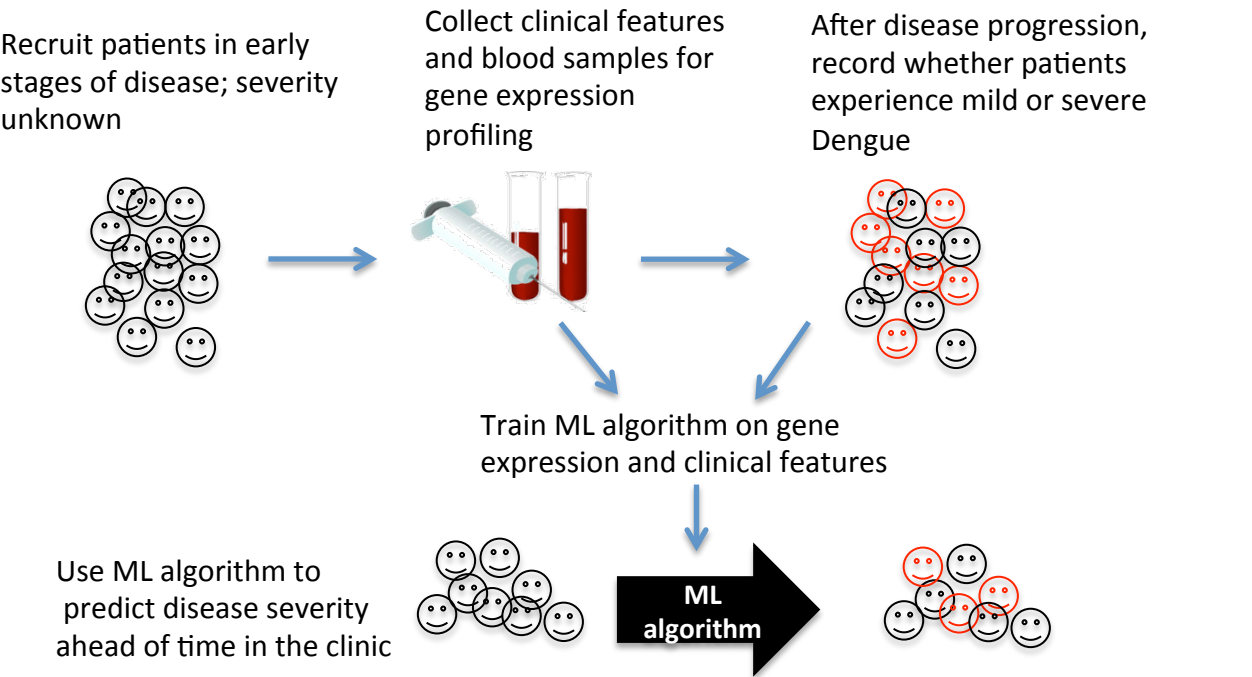 Recruit patients in early
stages of disease; severity
unknown
Collect clinical features
and blood samples for
gene expression
profiling
After disease progression,
record whether patients
experience mild or severe
Dengue
Train ML algorithm on gene
expression and clinical features
Use ML algorithm to
predict disease severity
ahead of time in the clinic
ML
algorithm